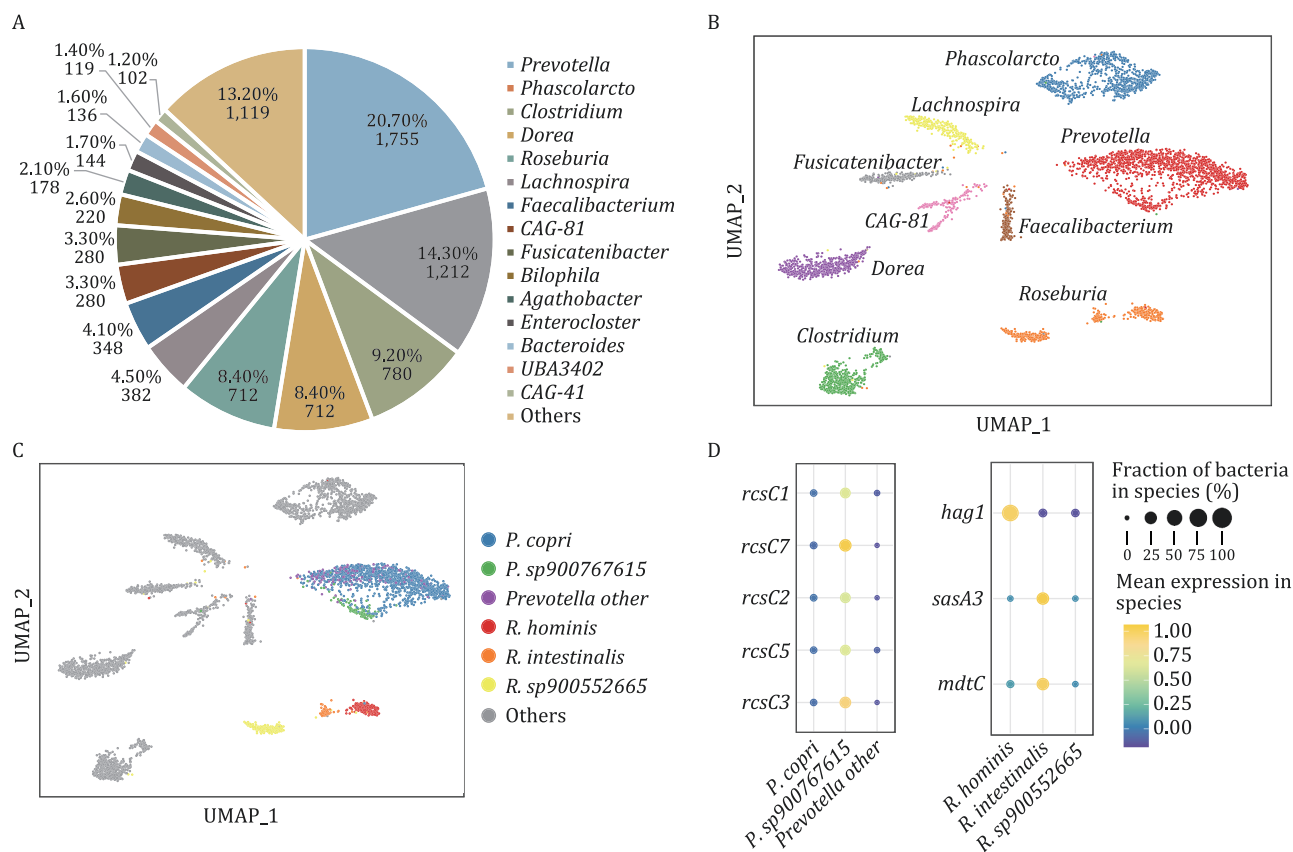 A
1.40%
119
1.20%
102
1.60%
136
1.70%
144
2.10%
178
2.60%
220
3.30%
280
3.30%
280
4.10%
348
4.50%
382
13.20%
1,119
20.70%
1,755
14.30%
1,212
9.20%
780
8.40%
712
8.40%
712
Prevotella
Phascolarcto
Clostridium
Dorea
Roseburia
Lachnospira
Faecalibacterium
CAG-81
Fusicatenibacter
Bilophila
Agathobacter
Enterocloster
Bacteroides
UBA3402
CAG-41
Others
B
Phascolarcto
Lachnospira
Prevotella
Fusicatenibacter
CAG-81
Faecalibacterium
Dorea
Roseburia
Clostridium
UMAP_2
UMAP_1
C
UMAP_2
UMAP_1
P. copri
P. sp900767615
Prevotella other
R. hominis
R. intestinalis
R. sp900552665
Others
D
rcsC1
rcsC7
rcsC2
rcsC5
rcsC3
P. copri
P. sp900767615
Prevotella other
hag1
sasA3
mdtC
R. hominis
R. intestinalis
R. sp900552665
Fraction of bacteria
in species (%)
0 25 50 75 100
Mean expression in
species
1.00
0.75
0.50
0.25
0.00